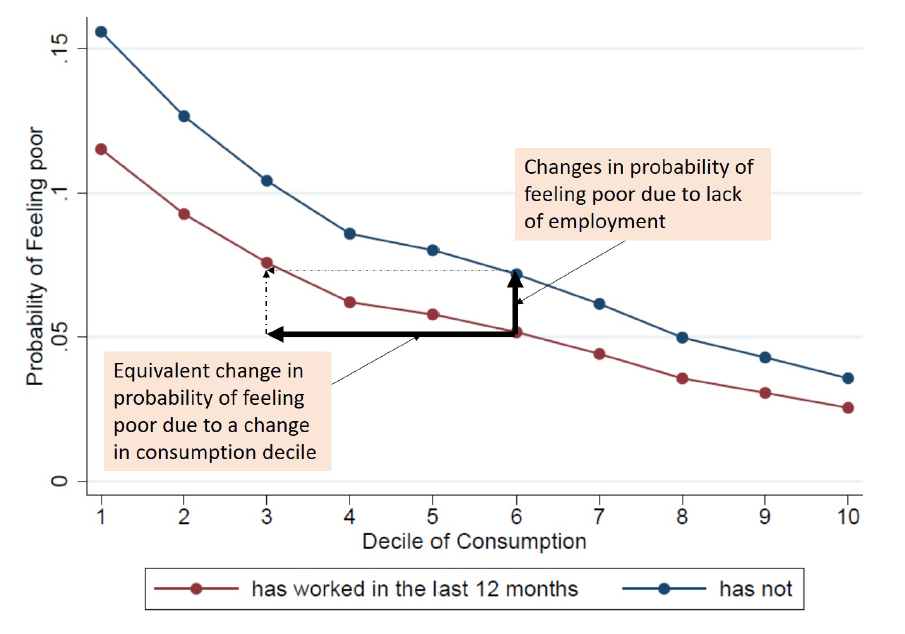 Probability of Feeling poor
.15
.1
.05
0
Changes in probability of
feeling poor due to lack
of employment
Equivalent change in
probability of feeling
poor due to a change
in consumption decile
1 2 3 4 5 6 7 8 9 10
Decile of Consumption
has worked in the last 12 months has not